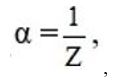 α = 1/Z ,
,